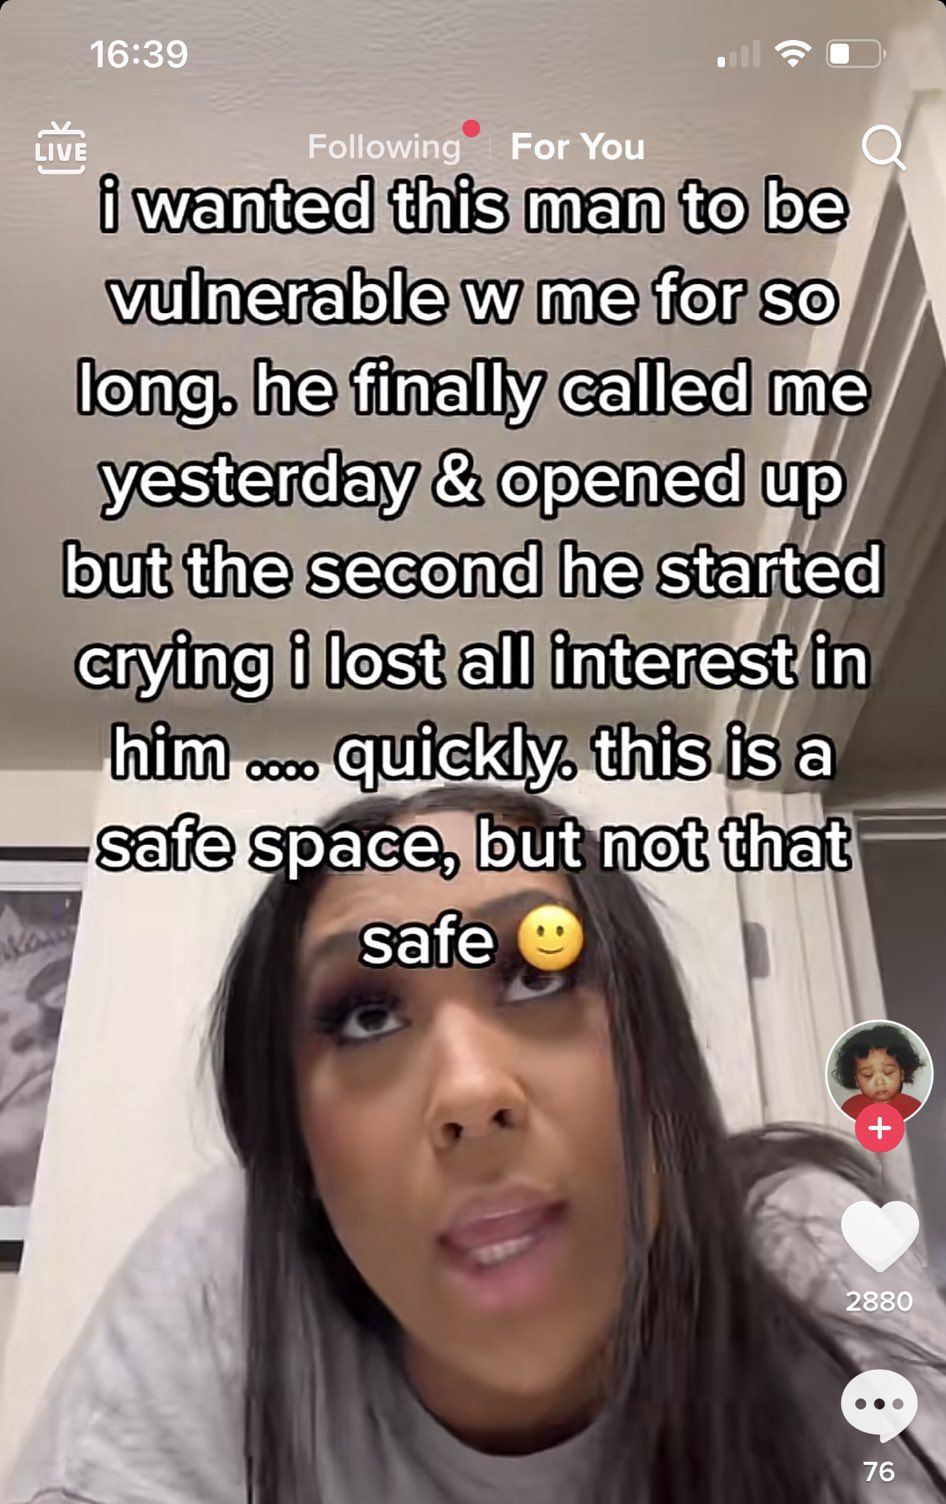 16:39
LIVE
Following
For You
i wanted this man to be
vulnerable w me for so
long. he finally called me
yesterday & opened up
but the second he started
crying i lost all interest in
him .... quickly. this is a
safe space, but not that
safe 🙂
2880
76